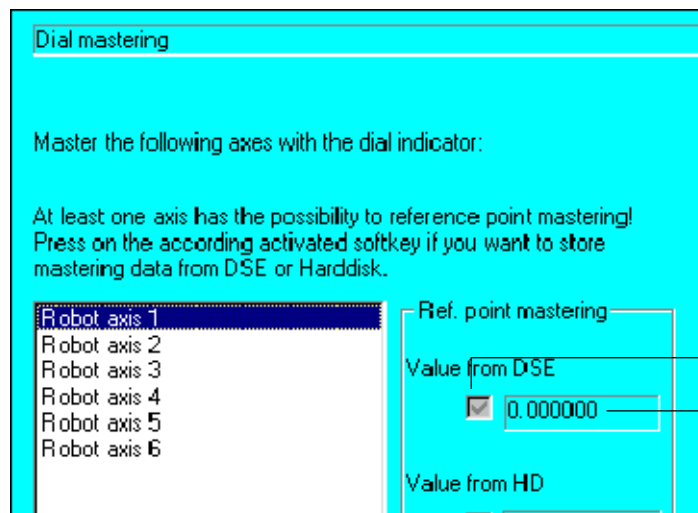 Dial mastering
Master the following axes with the dial indicator:
At least one axis has the possibility to reference point mastering!
Press on the according activated softkey if you want to store
mastering data from DSE or Harddisk.
Robot axis 1
Robot axis 2
Robot axis 3
Robot axis 4
Robot axis 5
Robot axis 6
Ref. point mastering
Value from DSE
0.000000
Value from HD